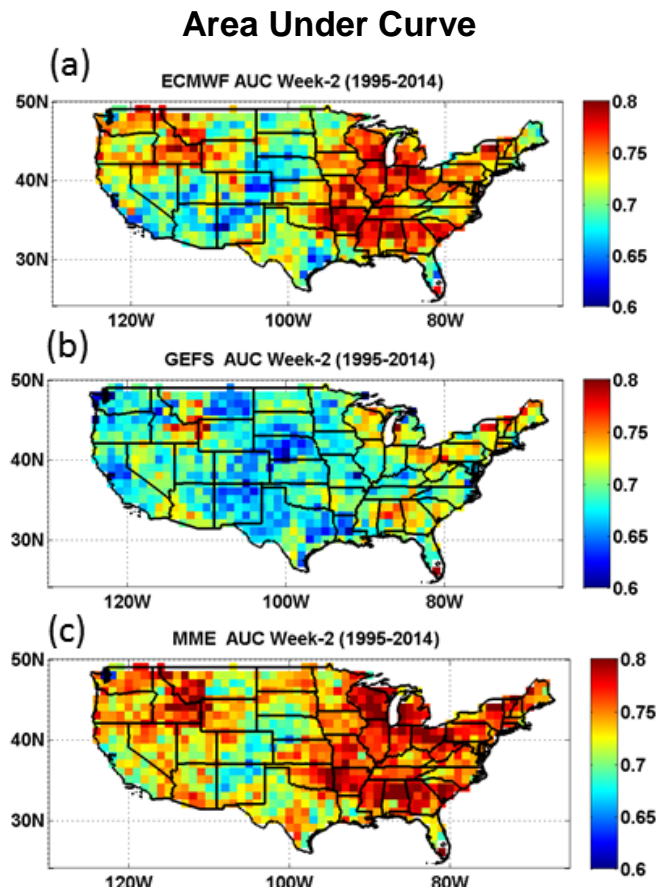 Area Under Curve
(a)
ECMWF AUC Week-2 (1995-2014)
50N
40N
30N
120W 100W 80W
0.8
0.75
0.7
0.65
0.6
(b)
GEFS AUC Week-2 (1995-2014)
50N
40N
30N
120W 100W 80W
0.8
0.75
0.7
0.65
0.6
(c)
MME AUC Week-2 (1995-2014)
50N
40N
30N
120W 100W 80W
0.8
0.75
0.7
0.65
0.6